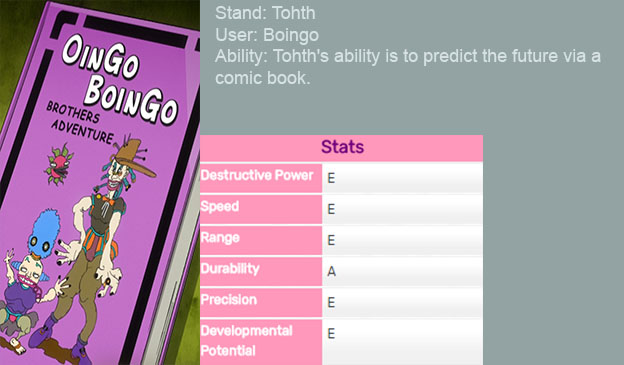 OINGO
BOINGO
BROTHERS
ADVENTURE
Stand: Tohth
User: Boingo
Ability: Tohth's ability is to predict the future via a
comic book.
Stats
Destructive Power E
Speed E
Range E
Durability A
Precision E
Developmental E
Potential